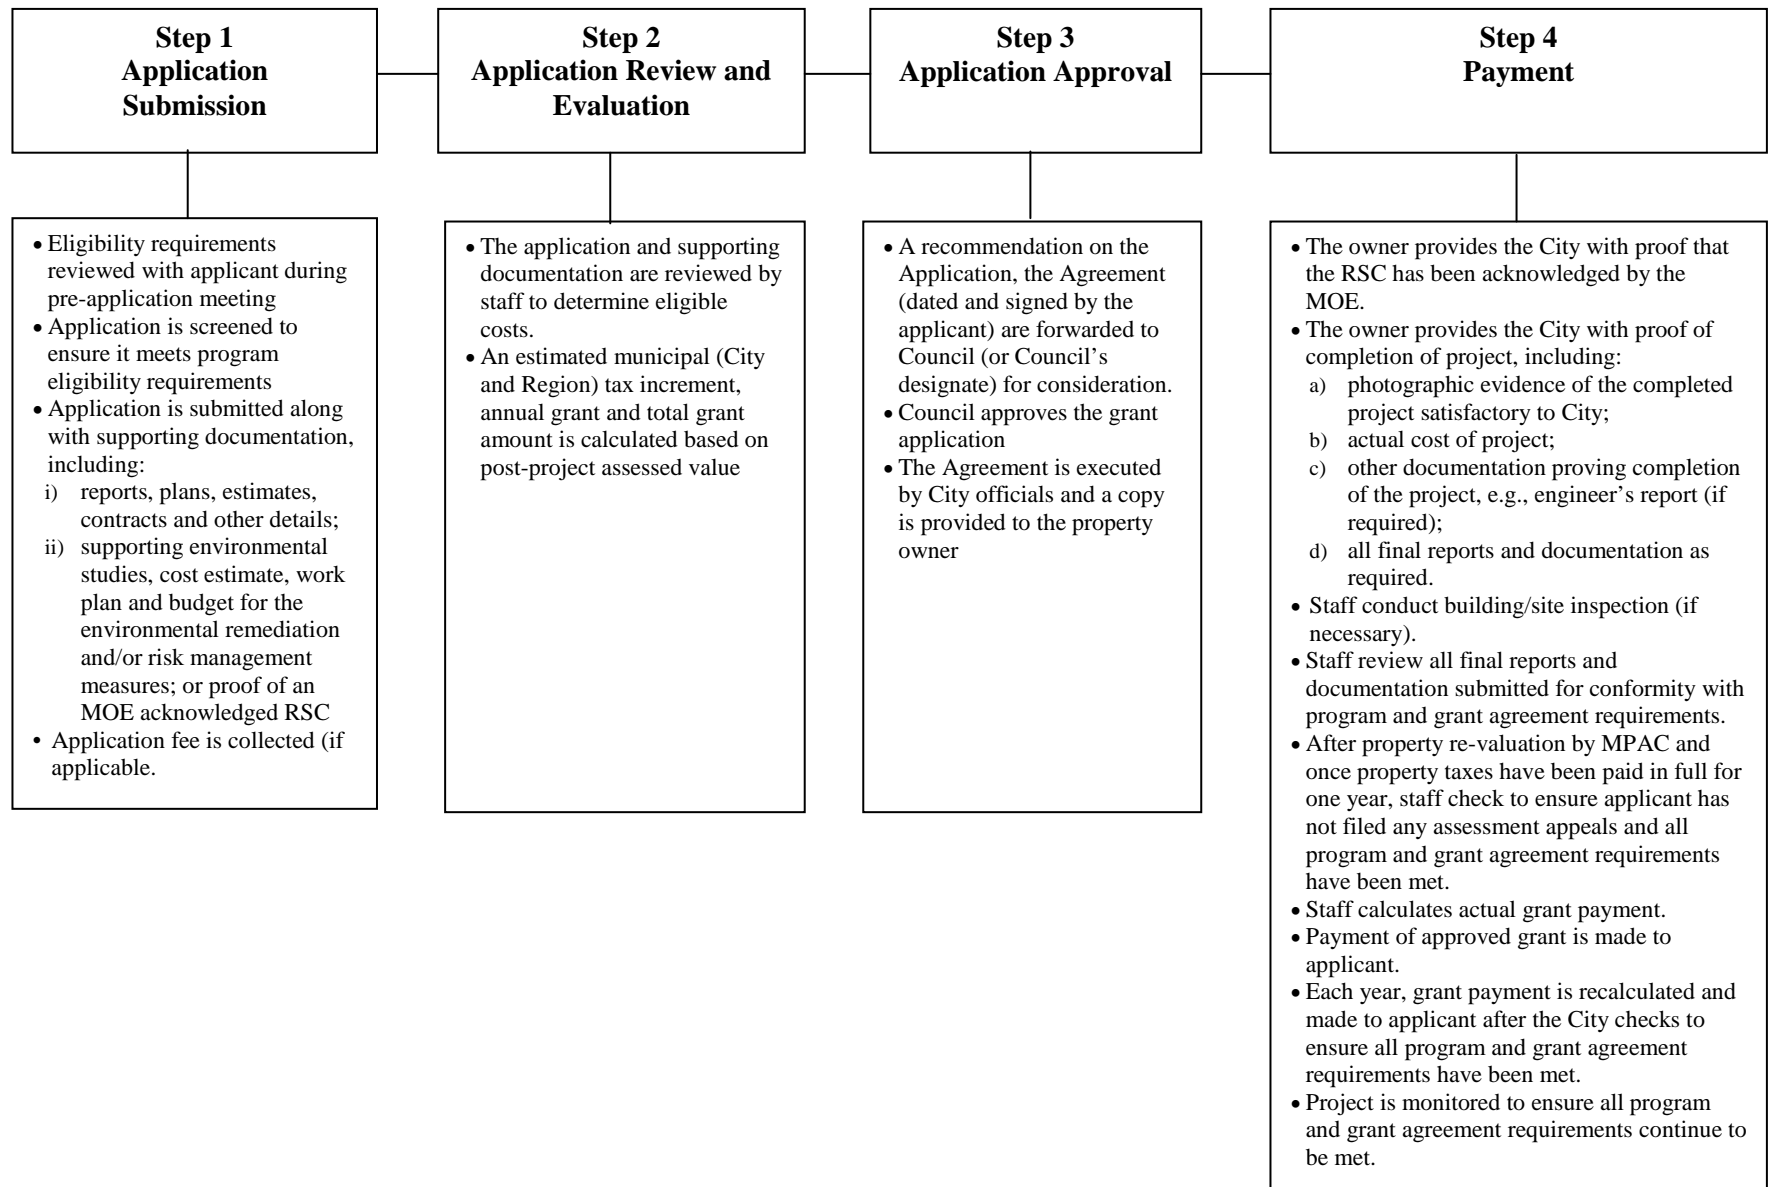 Step 1
Application
Submission
Step 2
Application Review and
Evaluation
Step 3
Application Approval
Step 4
Payment
• Eligibility requirements
reviewed with applicant during
pre-application meeting
• Application is screened to
ensure it meets program
eligibility requirements
• Application is submitted along
with supporting documentation,
including:
i) reports, plans, estimates,
contracts and other details;
ii) supporting environmental
studies, cost estimate, work
plan and budget for the
environmental remediation
and/or risk management
measures; or proof of an
MOE acknowledged RSC
• Application fee is collected (if
applicable.
• The application and supporting
documentation are reviewed by
staff to determine eligible
costs.
• An estimated municipal (City
and Region) tax increment,
annual grant and total grant
amount is calculated based on
post-project assessed value
• A recommendation on the
Application, the Agreement
(dated and signed by the
applicant) are forwarded to
Council (or Council’s
designate) for consideration.
• Council approves the grant
application
• The Agreement is executed
by City officials and a copy
is provided to the property
owner
• The owner provides the City with proof that
the RSC has been acknowledged by the
MOE.
• The owner provides the City with proof of
completion of project, including:
a) photographic evidence of the completed
project satisfactory to City;
b) actual cost of project;
c) other documentation proving completion
of the project, e.g., engineer’s report (if
required);
d) all final reports and documentation as
required.
• Staff conduct building/site inspection (if
necessary).
• Staff review all final reports and
documentation submitted for conformity with
program and grant agreement requirements.
• After property re-valuation by MPAC and
once property taxes have been paid in full for
one year, staff check to ensure applicant has
not filed any assessment appeals and all
program and grant agreement requirements
have been met.
• Staff calculates actual grant payment.
• Payment of approved grant is made to
applicant.
• Each year, grant payment is recalculated and
made to applicant after the City checks to
ensure all program and grant agreement
requirements have been met.
• Project is monitored to ensure all program
and grant agreement requirements continue to
be met.